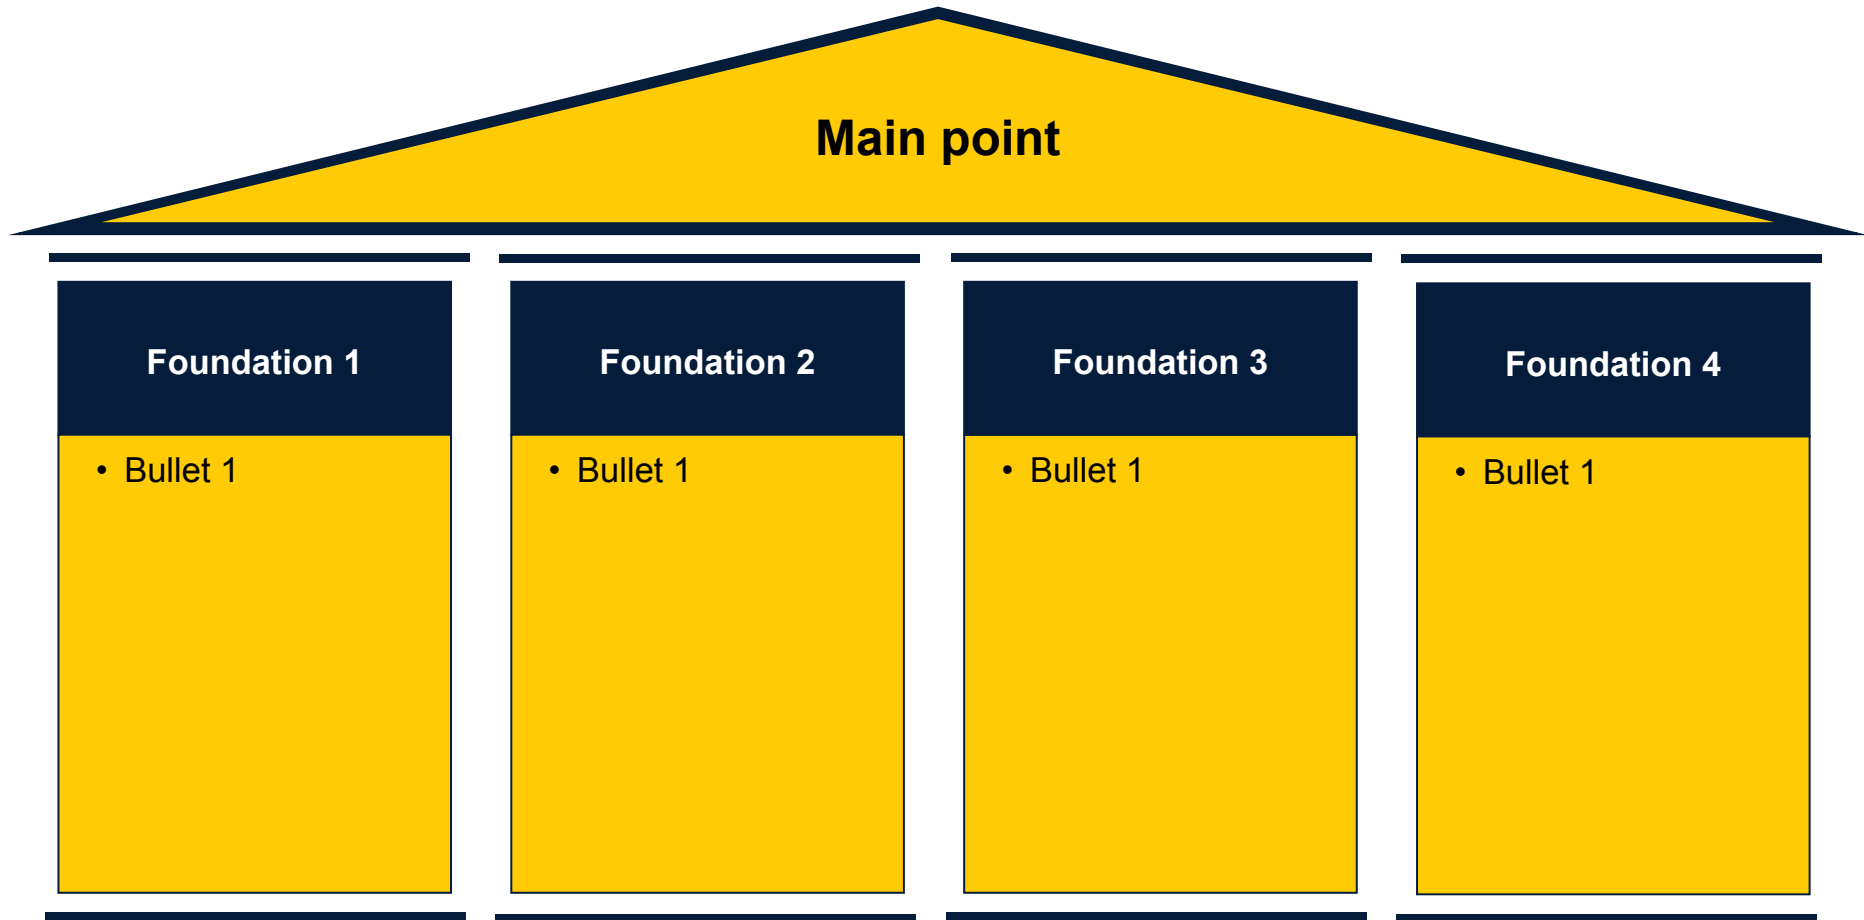 Main point
Foundation 1
• Bullet 1
Foundation 2
• Bullet 1
Foundation 3
• Bullet 1
Foundation 4
• Bullet 1